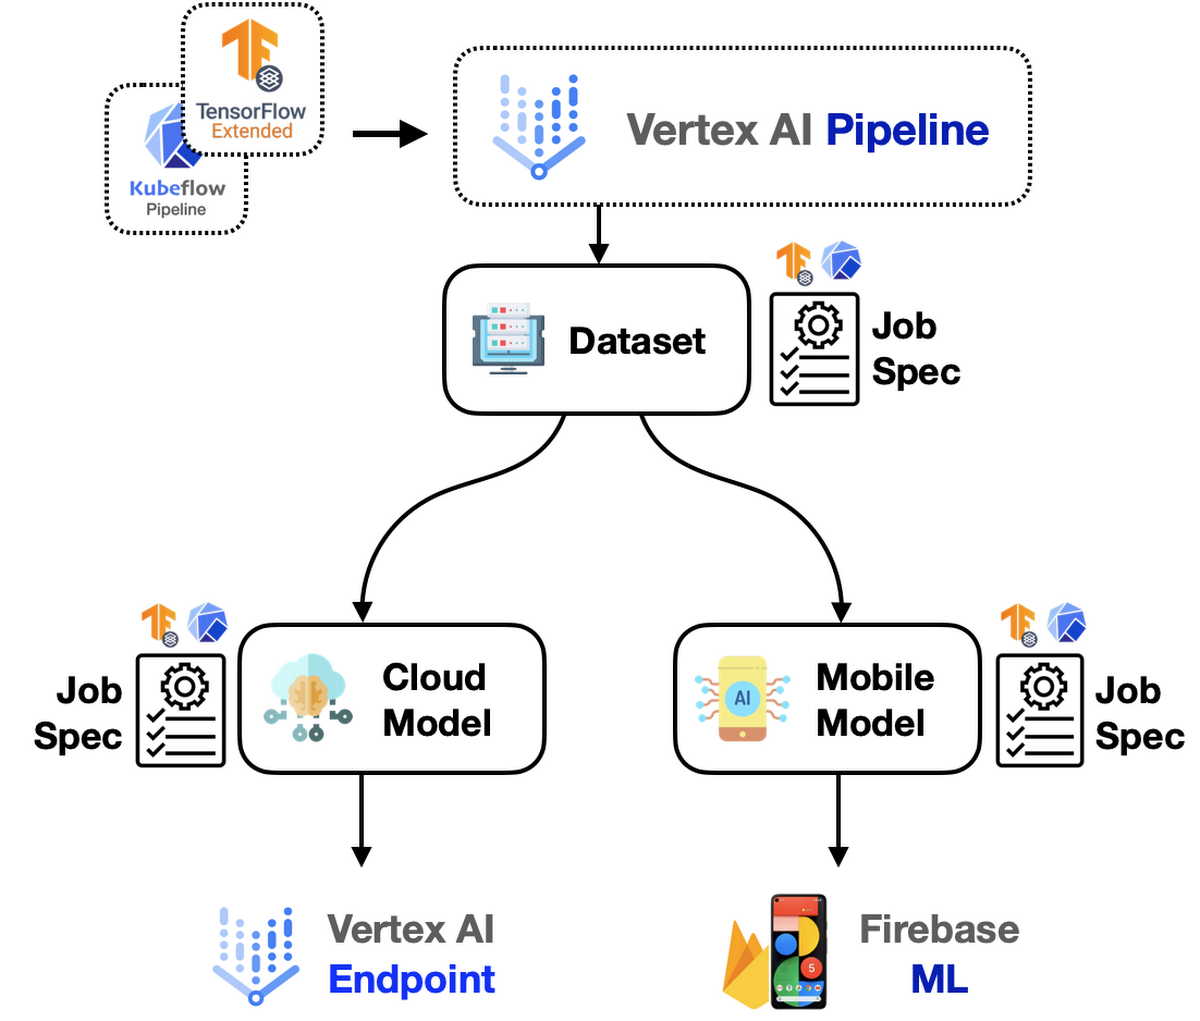 TensorFlow
Extended
Kubeflow
Pipeline
Vertex AI Pipeline
Dataset
Job
Spec
Job
Spec
Cloud
Model
Mobile
Model
AI
Job
Spec
Vertex AI
Endpoint
5
Firebase
ML